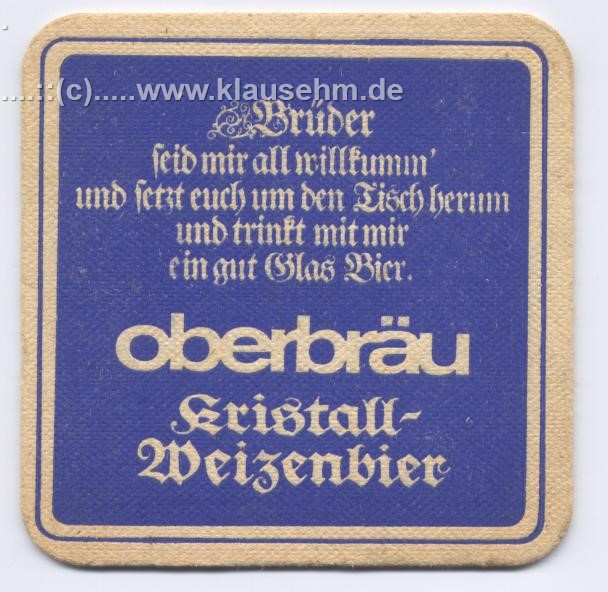 ....::(c).....www.klausehm.de
Brüder
seid mir all willkumm'
und setzt euch um den Tisch herum
und trinkt mit mir
ein gut Glas Bier.
oberbräu
Kristall-
Weizenbier